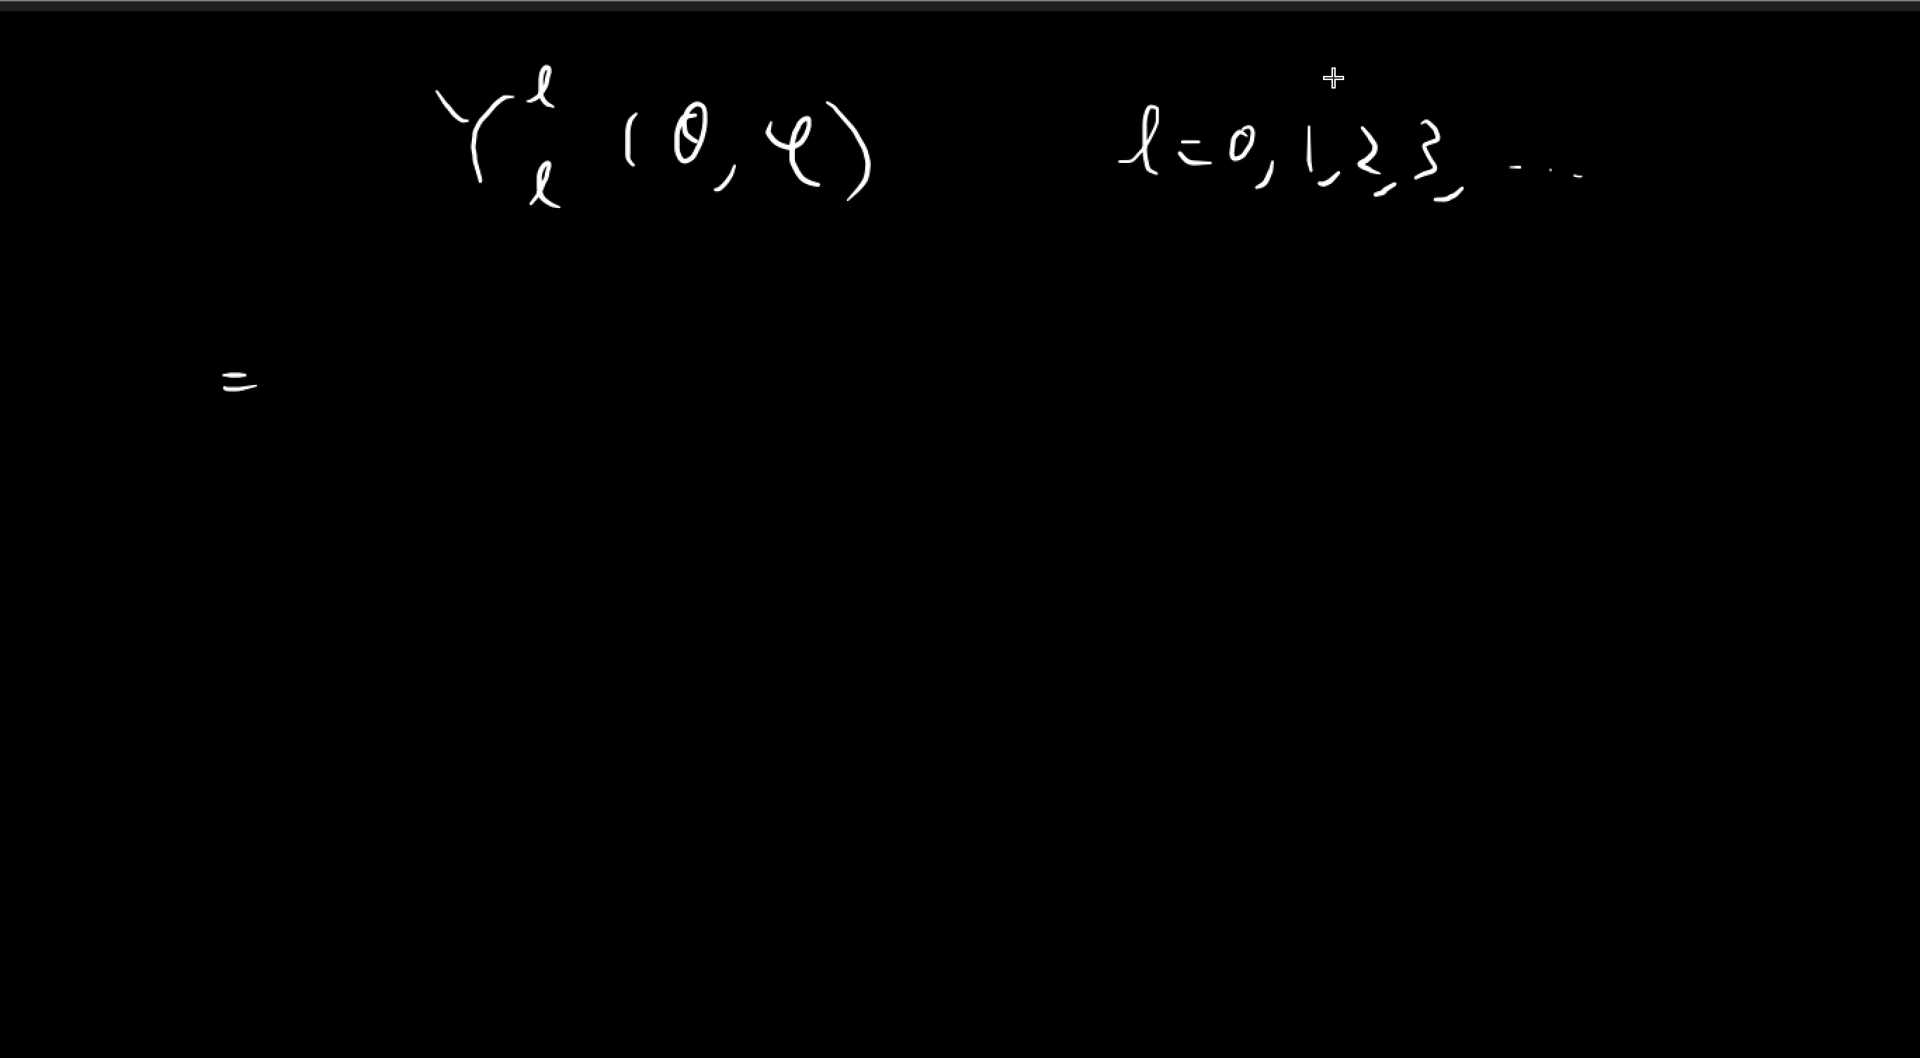 Y_l^l (θ, φ) l = 0, 1, 2, 3, ...
=